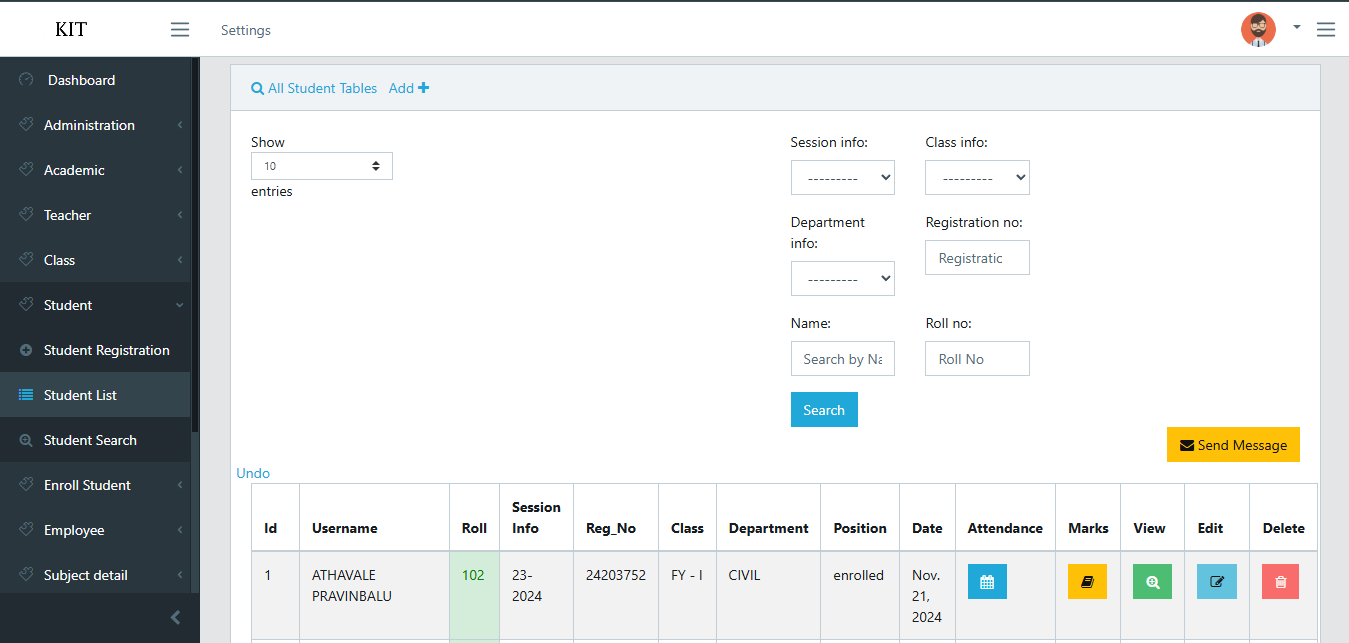 KIT
Settings
Dashboard
Administration
Academic
Teacher
Class
Student
Student Registration
Student List
Student Search
Enroll Student
Employee
Subject detail
All Student Tables Add
Show
10
entries
Session info: Class info:
--------- ---------
Department
info:
Registration no:
Registratic
---------
Name: Roll no:
Search by Na Roll No
Search
Send Message
Undo
Id Username Roll Session Info Reg_No Class Department Position Date Attendance Marks View Edit Delete
1 ATHAVALE 102 23- 24203752 FY - I CIVIL enrolled Nov.
PRAVINBALU 2024 21,
2024